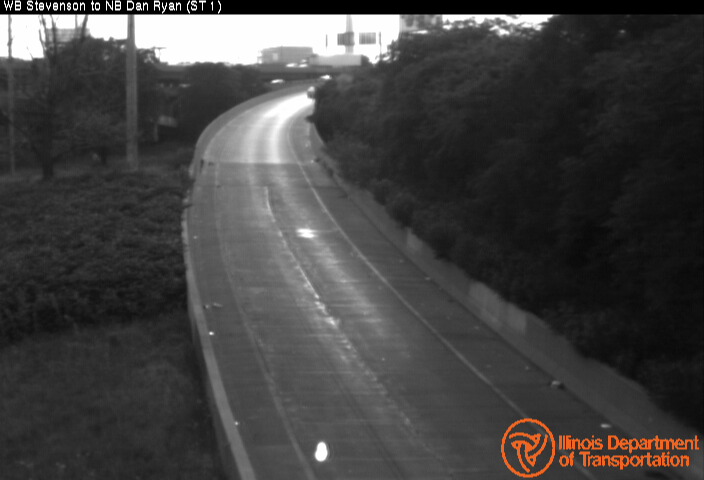 WB Stevenson to NB Dan Ryan (ST 1)
Illinois Department
of Transportation